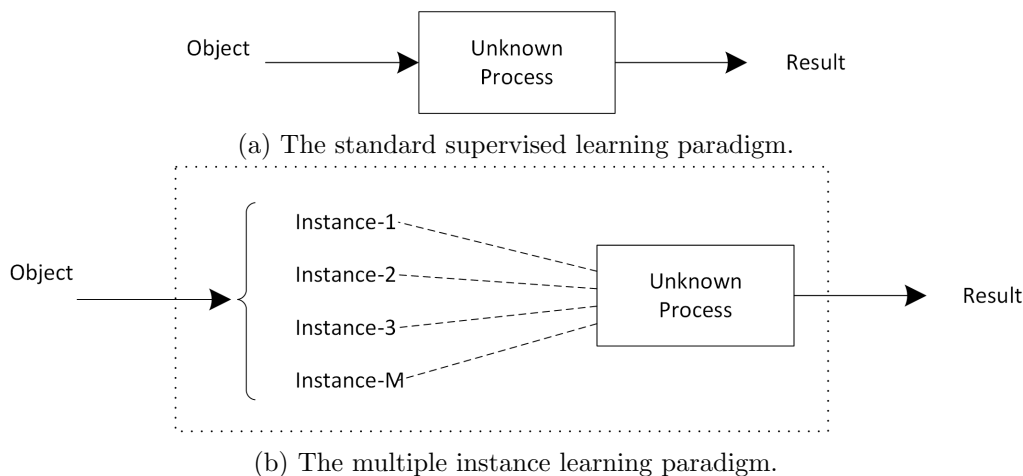 Object
Unknown
Process
Result
(a) The standard supervised learning paradigm.
Object
Instance-1
Instance-2
Instance-3
Instance-M
Unknown
Process
Result
(b) The multiple instance learning paradigm.